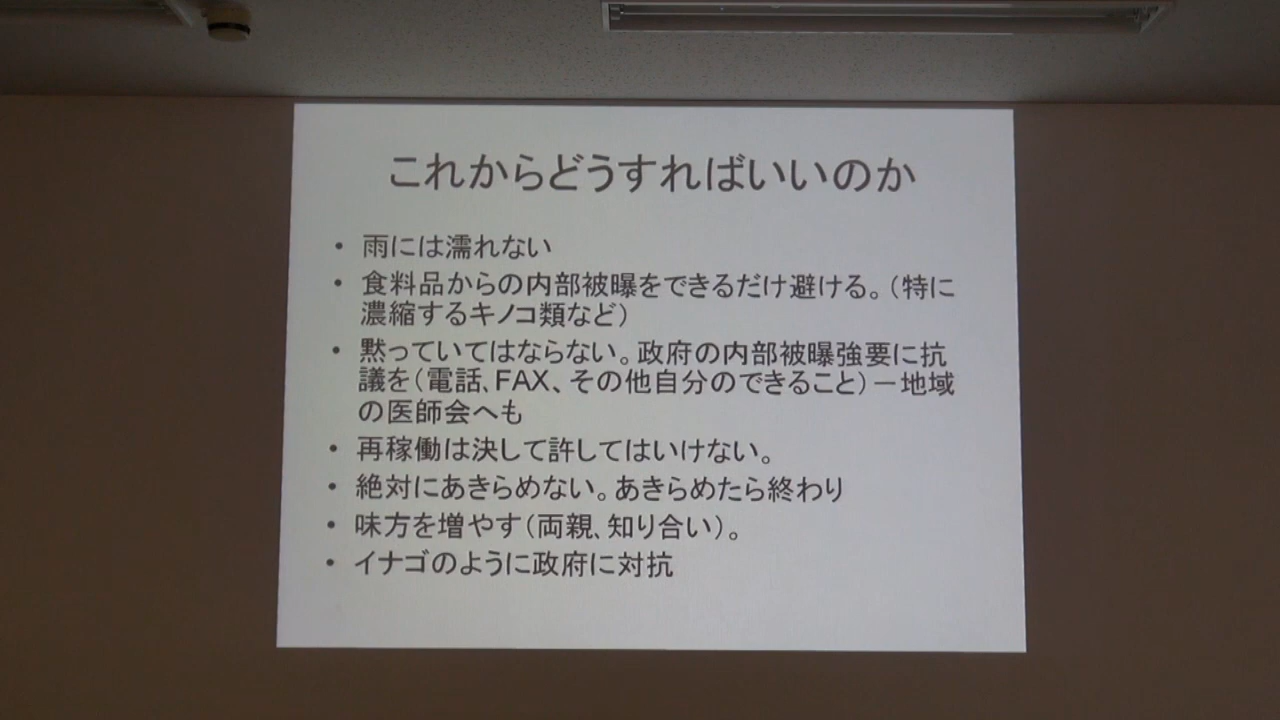 これからどうすればいいのか
• 雨には濡れない
• 食料品からの内部被曝をできるだけ避ける。（特に
濃縮するキノコ類など）
• 黙っていてはならない。政府の内部被曝強要に抗
議を（電話、FAX、その他自分のできること）－地域
の医師会へも
• 再稼働は決して許してはいけない。
• 絶対にあきらめない。あきらめたら終わり
• 味方を増やす（両親、知り合い）。
• イナゴのように政府に対抗